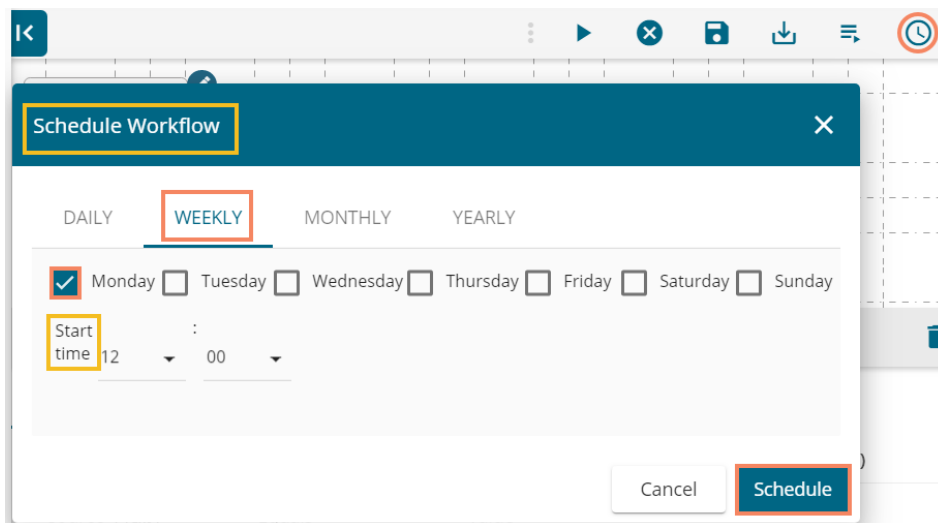 Schedule Workflow
DAILY WEEKLY MONTHLY YEARLY
Monday Tuesday Wednesday Thursday Friday Saturday Sunday
Start
time
:
12 00
)
Cancel Schedule